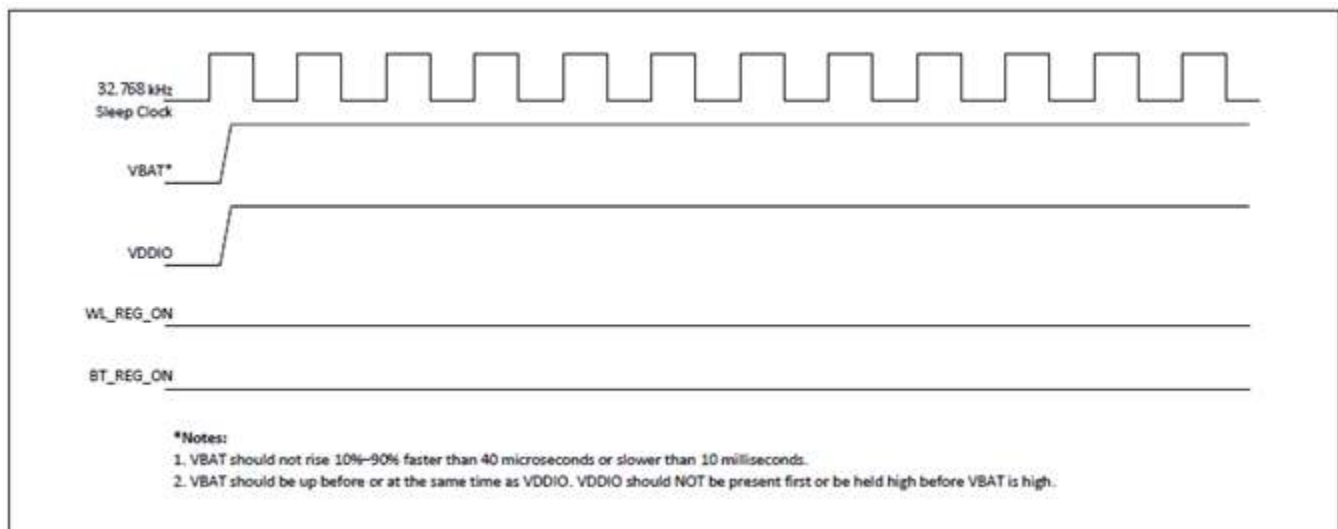 32.768 kHz
Sleep Clock
VBAT*
VDDIO
WL_REG_ON
BT_REG_ON
*Notes:
1. VBAT should not rise 10%–90% faster than 40 microseconds or slower than 10 milliseconds.
2. VBAT should be up before or at the same time as VDDIO. VDDIO should NOT be present first or be held high before VBAT is high.